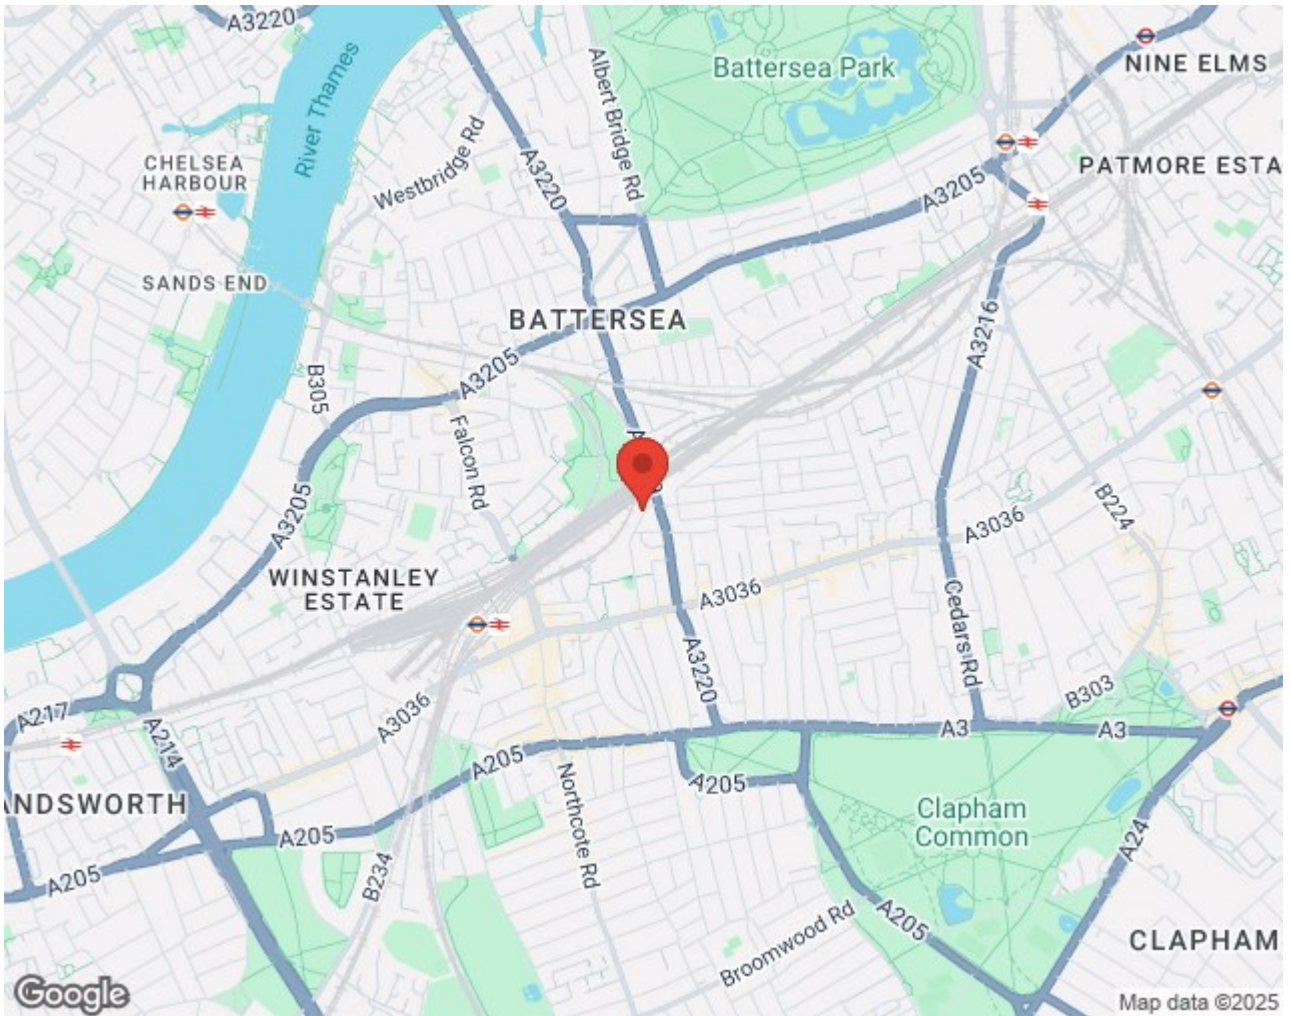 A3220
River Thames
Albert Bridge Rd
Battersea Park
NINE ELMS
CHELSEA
HARBOUR
Westbridge Rd
A3220
A3205
PATMORE ESTA
SANDS END
BATTERSEA
A3216
B305
A3205
Falcon Rd
A3205
B224
A3036
WINSTANLEY
ESTATE
A3036
Cedars Rd
A3220
B303
A217
A214
A3036
A3
A3
A205
A205
Northcote Rd
ANDSWORTH
Clapham
Common
A205
A24
A205
B234
A205
Broomwood Rd
CLAPHAM
Google
Map data ©2025